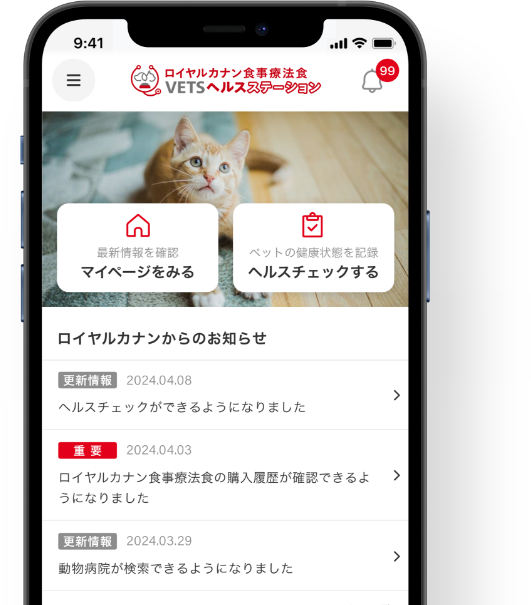 9:41
ロイヤルカナン食事療法食
VETSヘルスステーション
99
最新情報を確認
マイページをみる
ペットの健康状態を記録
ヘルスチェックする
ロイヤルカナンからのお知らせ
更新情報 2024.04.08
ヘルスチェックができるようになりました
重要 2024.04.03
ロイヤルカナン食事療法食の購入履歴が確認できるよ
うになりました
更新情報 2024.03.29
動物病院が検索できるようになりました